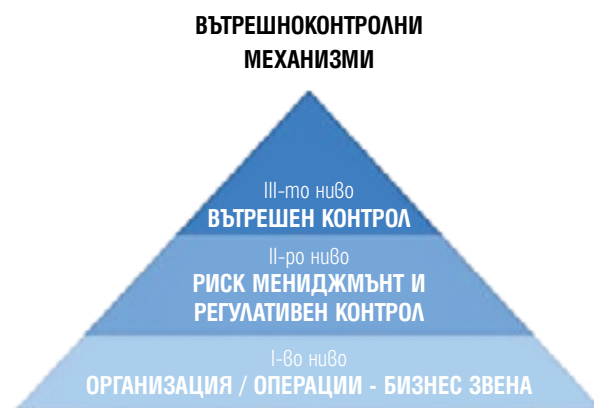 ВЪТРЕШНОКОНТРОЛНИ
МЕХАНИЗМИ
III-то ниво
ВЪТРЕШЕН КОНТРОЛ
II-ро ниво
РИСК МЕНИДЖМЪНТ И
РЕГУЛАТИВЕН КОНТРОЛ
I-во ниво
ОРГАНИЗАЦИЯ / ОПЕРАЦИИ - БИЗНЕС ЗВЕНА